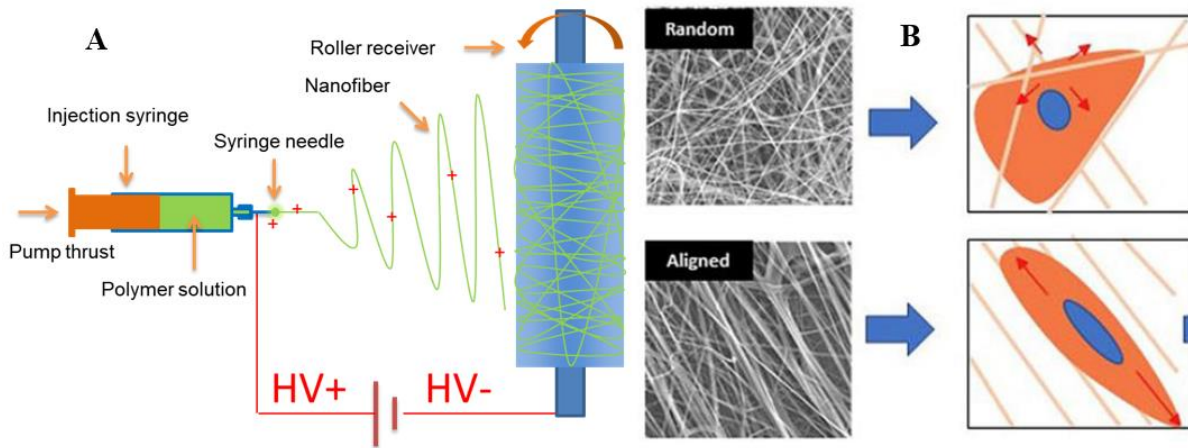 A
Roller receiver
Nanofiber
Injection syringe
Syringe needle
Pump thrust
Polymer solution
HV+
HV-
Random
B
Aligned